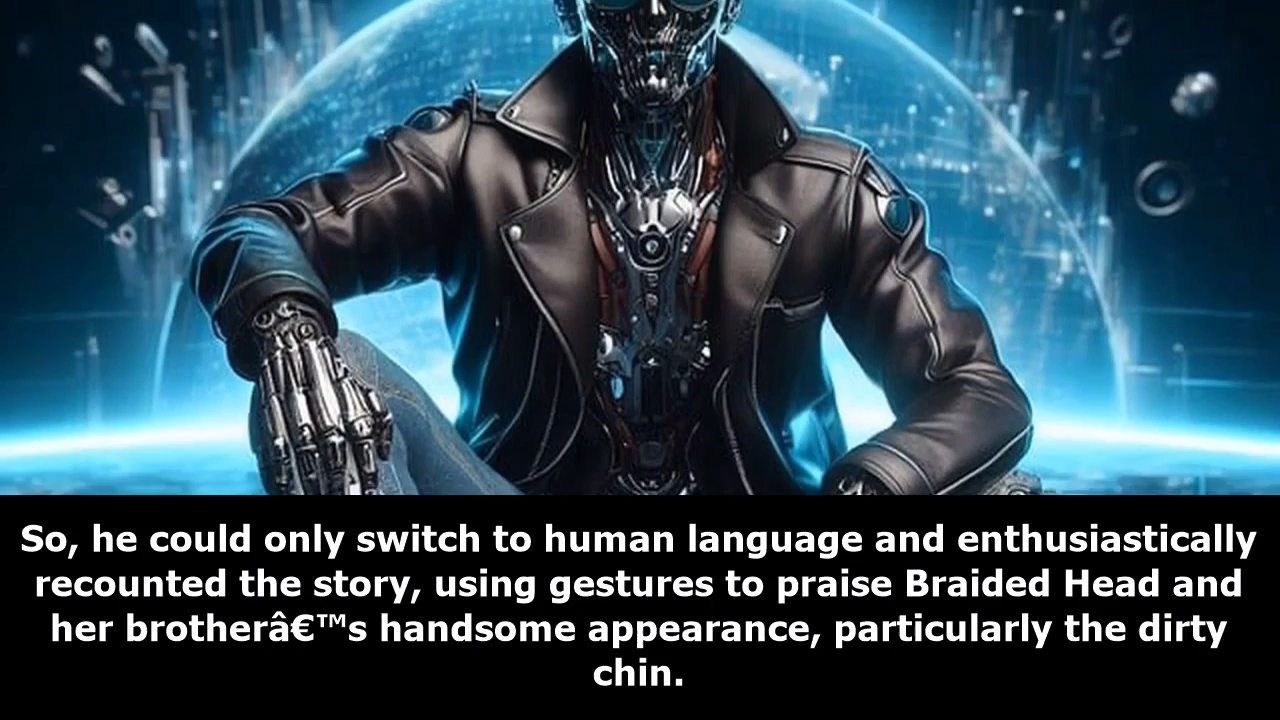 So, he could only switch to human language and enthusiastically
recounted the story, using gestures to praise Braided Head and
her brotherâ€™s handsome appearance, particularly the dirty
chin.